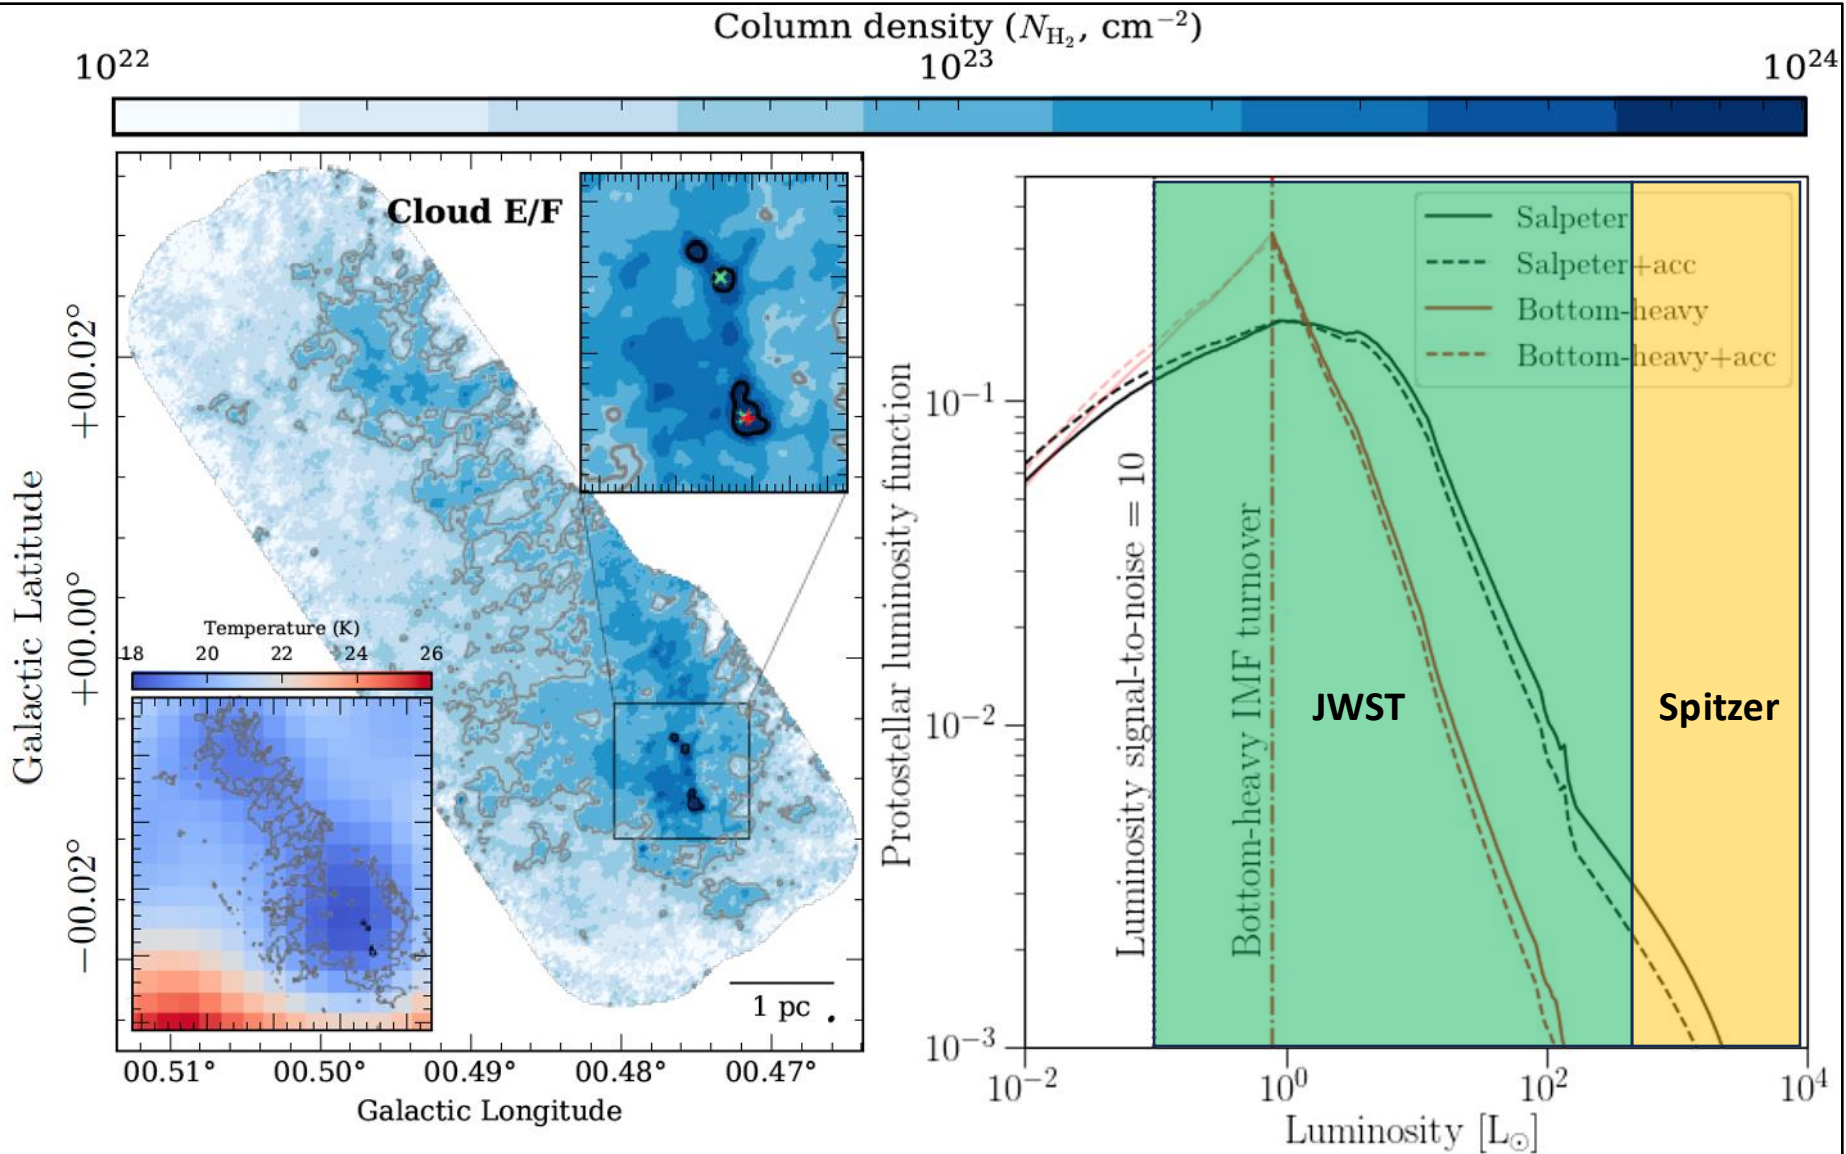 Column density (N_H₂, cm⁻²)
10²²
10²³
10²⁴
Cloud E/F
Galactic Latitude
+00.02°
+00.00°
−00.02°
Temperature (K)
18 20 22 24 26
1 pc
00.51° 00.50° 00.49° 00.48° 00.47°
Galactic Longitude
Protostellar luminosity function
10⁻¹
10⁻²
10⁻³
Salpeter
Salpeter+acc
Bottom-heavy
Bottom-heavy+acc
Luminosity signal-to-noise = 10
Bottom-heavy IMF turnover
JWST
Spitzer
10⁻² 10⁰ 10² 10⁴
Luminosity [L☉]